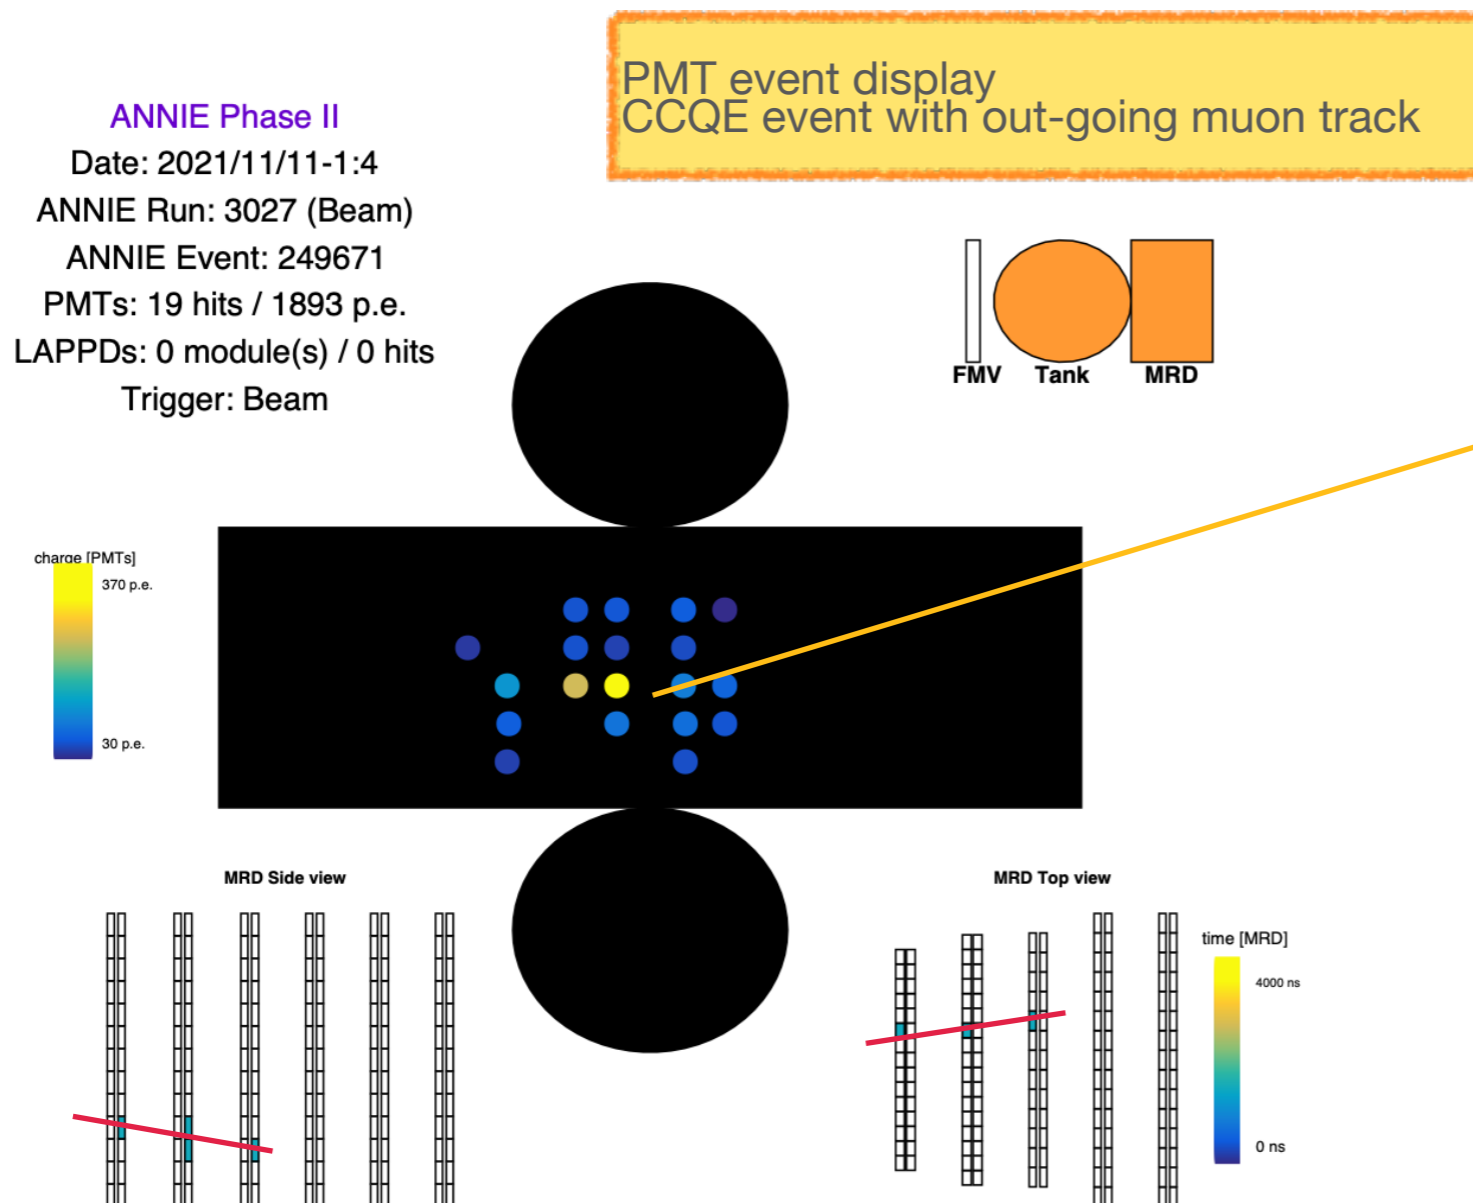 PMT event display
CCQE event with out-going muon track
ANNIE Phase II
Date: 2021/11/11-1:4
ANNIE Run: 3027 (Beam)
ANNIE Event: 249671
PMTs: 19 hits / 1893 p.e.
LAPPDs: 0 module(s) / 0 hits
Trigger: Beam
FMV Tank MRD
charge [PMTs]
370 p.e.
30 p.e.
MRD Side view
MRD Top view
time [MRD]
4000 ns
0 ns